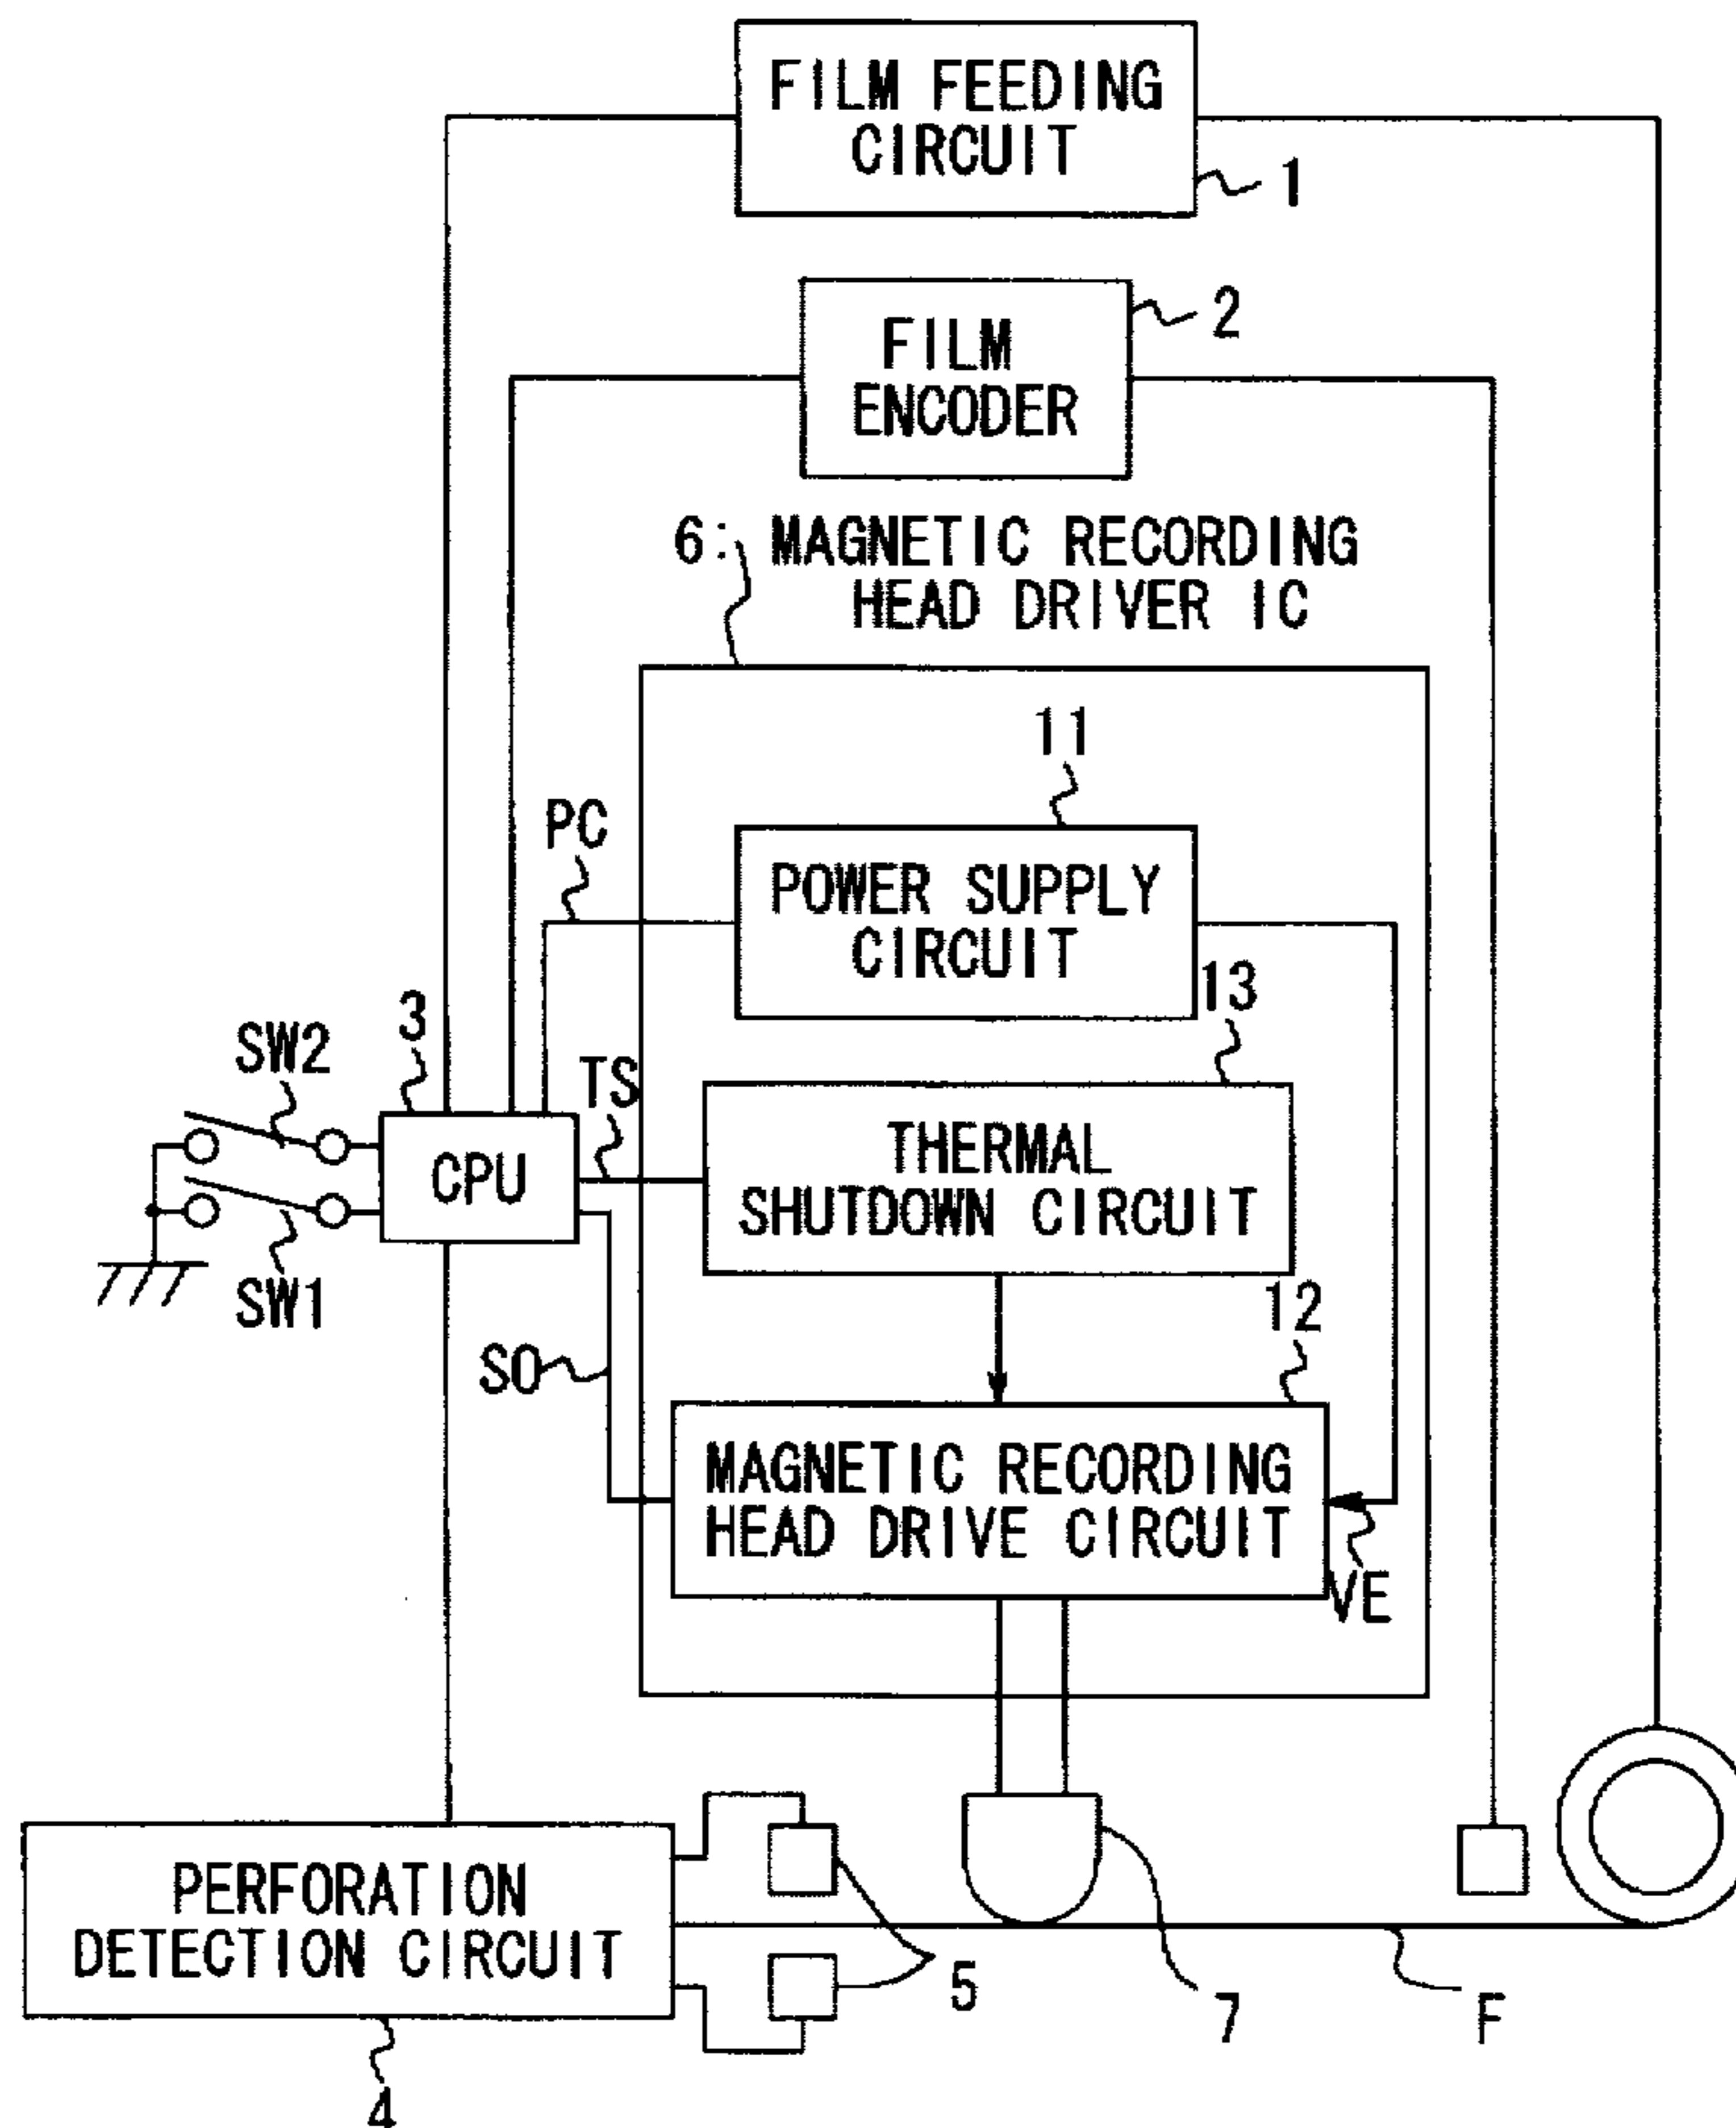 FILM FEEDING
CIRCUIT
1
2
FILM
ENCODER
6: MAGNETIC RECORDING
HEAD DRIVER IC
11
PC
POWER SUPPLY
CIRCUIT
13
3
SW2
TS
CPU
THERMAL
SHUTDOWN CIRCUIT
SW1
12
SO
MAGNETIC RECORDING
HEAD DRIVE CIRCUIT
VE
PERFORATION
DETECTION CIRCUIT
5
7
F
4